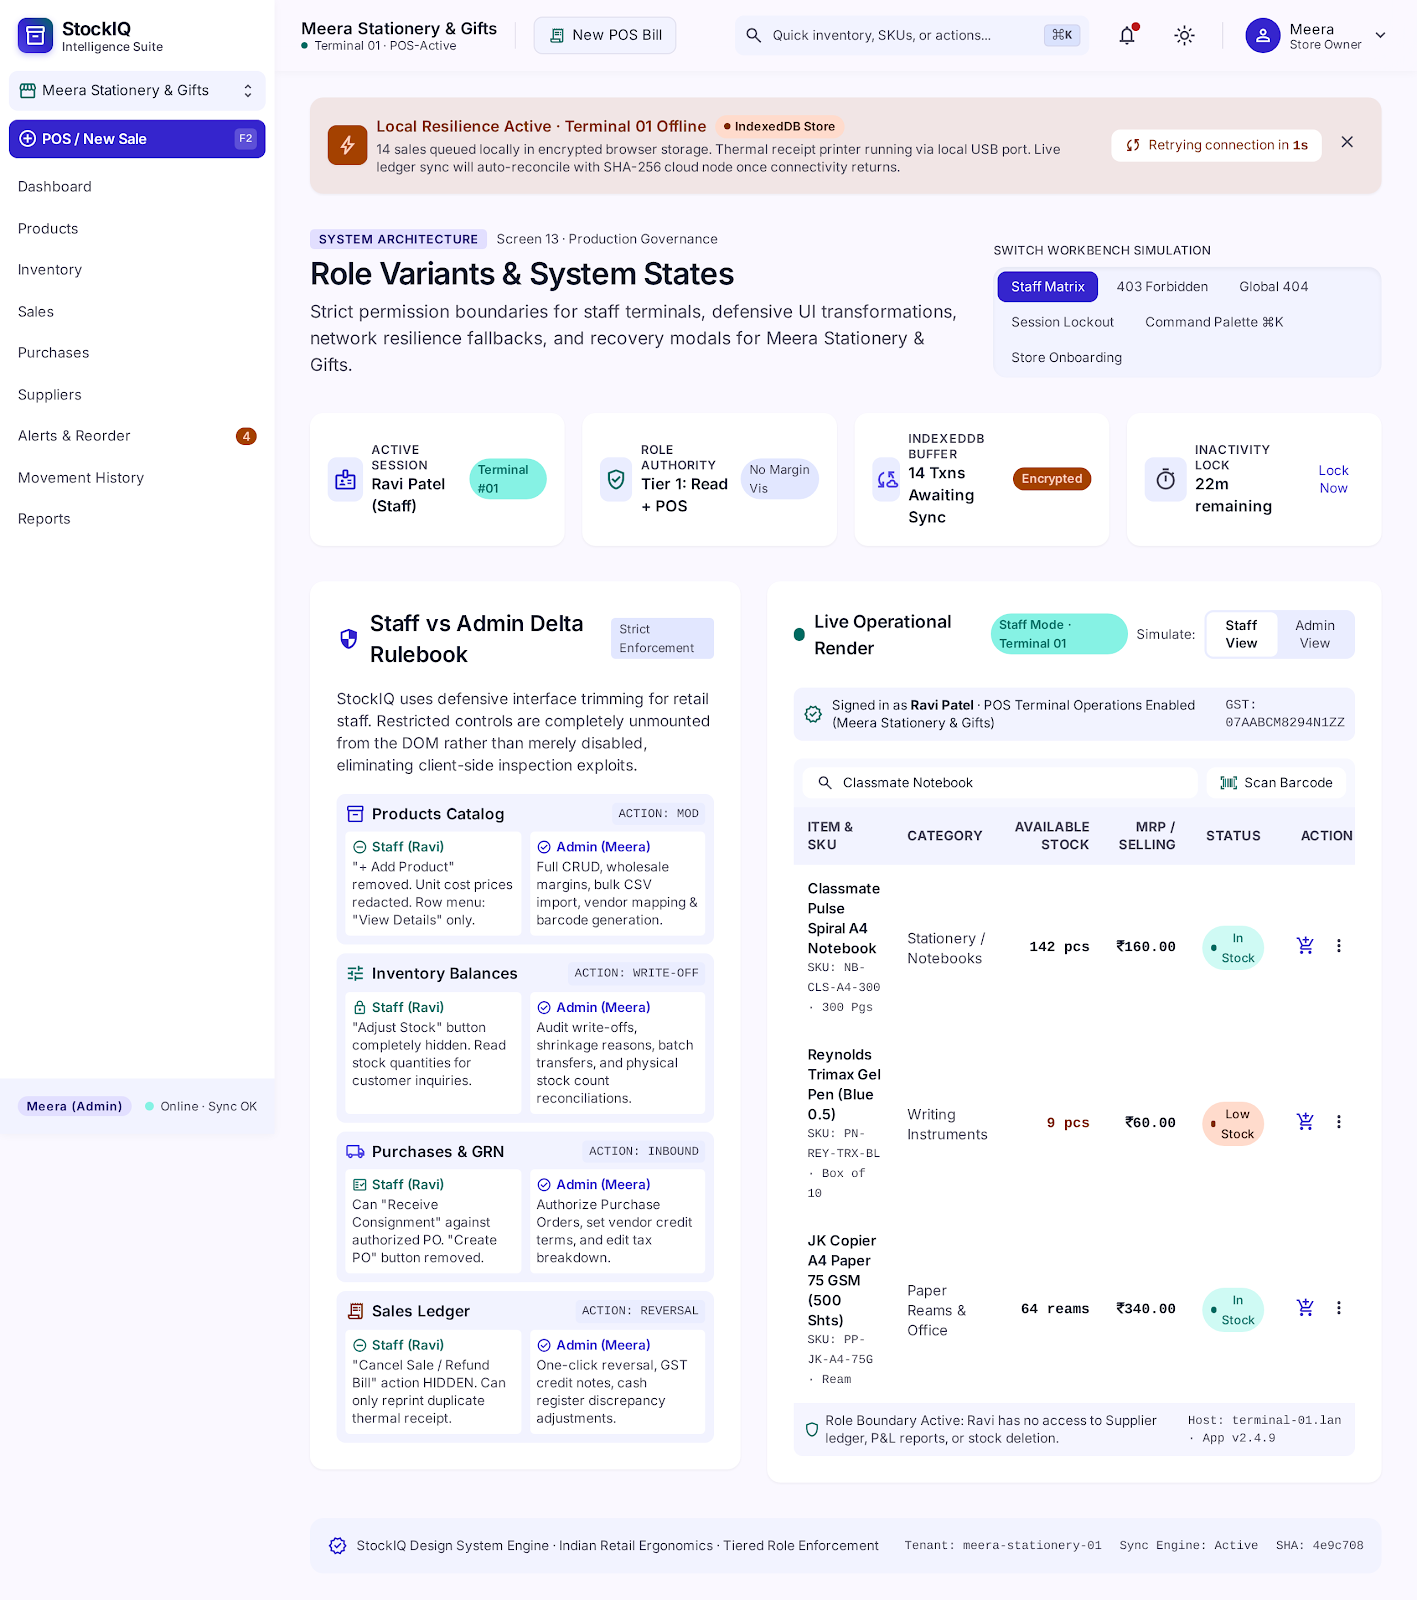 StockIQ
Intelligence Suite
Meera Stationery & Gifts
POS / New Sale
F2
Dashboard
Products
Inventory
Sales
Purchases
Suppliers
Alerts & Reorder
4
Movement History
Reports
Meera (Admin)
Online · Sync OK
Meera Stationery & Gifts
Terminal 01 · POS-Active
New POS Bill
Quick inventory, SKUs, or actions...
⌘K
Meera
Store Owner
Local Resilience Active · Terminal 01 Offline
IndexedDB Store
14 sales queued locally in encrypted browser storage. Thermal receipt printer running via local USB port. Live
ledger sync will auto-reconcile with SHA-256 cloud node once connectivity returns.
Retrying connection in 1s
SYSTEM ARCHITECTURE
Screen 13 · Production Governance
Role Variants & System States
Strict permission boundaries for staff terminals, defensive UI transformations,
network resilience fallbacks, and recovery modals for Meera Stationery &
Gifts.
SWITCH WORKBENCH SIMULATION
Staff Matrix
403 Forbidden
Global 404
Session Lockout
Command Palette ⌘K
Store Onboarding
ACTIVE
SESSION
Ravi Patel
(Staff)
Terminal
#01
ROLE
AUTHORITY
Tier 1: Read
+ POS
No Margin
Vis
INDEXEDDB
BUFFER
14 Txns
Awaiting
Sync
Encrypted
INACTIVITY
LOCK
22m
remaining
Lock
Now
Staff vs Admin Delta
Rulebook
Strict
Enforcement
StockIQ uses defensive interface trimming for retail
staff. Restricted controls are completely unmounted
from the DOM rather than merely disabled,
eliminating client-side inspection exploits.
Products Catalog
ACTION: MOD
Staff (Ravi)
"+ Add Product"
removed. Unit cost prices
redacted. Row menu:
"View Details" only.
Admin (Meera)
Full CRUD, wholesale
margins, bulk CSV
import, vendor mapping &
barcode generation.
Inventory Balances
ACTION: WRITE-OFF
Staff (Ravi)
"Adjust Stock" button
completely hidden. Read
stock quantities for
customer inquiries.
Admin (Meera)
Audit write-offs,
shrinkage reasons, batch
transfers, and physical
stock count
reconciliations.
Purchases & GRN
ACTION: INBOUND
Staff (Ravi)
Can "Receive
Consignment" against
authorized PO. "Create
PO" button removed.
Admin (Meera)
Authorize Purchase
Orders, set vendor credit
terms, and edit tax
breakdown.
Sales Ledger
ACTION: REVERSAL
Staff (Ravi)
"Cancel Sale / Refund
Bill" action HIDDEN. Can
only reprint duplicate
thermal receipt.
Admin (Meera)
One-click reversal, GST
credit notes, cash
register discrepancy
adjustments.
Live Operational
Render
Staff Mode ·
Terminal 01
Simulate:
Staff
View
Admin
View
Signed in as Ravi Patel · POS Terminal Operations Enabled
(Meera Stationery & Gifts)
GST:
07AABCM8294N1ZZ
Classmate Notebook
Scan Barcode
ITEM &
SKU
CATEGORY
AVAILABLE
STOCK
MRP /
SELLING
STATUS
ACTION
Classmate
Pulse
Spiral A4
Notebook
SKU: NB-
CLS-A4-300
· 300 Pgs
Stationery /
Notebooks
142 pcs
₹160.00
In
Stock
Reynolds
Trimax Gel
Pen (Blue
0.5)
SKU: PN-
REY-TRX-BL
· Box of
10
Writing
Instruments
9 pcs
₹60.00
Low
Stock
JK Copier
A4 Paper
75 GSM
(500
Shts)
SKU: PP-
JK-A4-75G
· Ream
Paper
Reams &
Office
64 reams
₹340.00
In
Stock
Role Boundary Active: Ravi has no access to Supplier
ledger, P&L reports, or stock deletion.
Host: terminal-01.lan
· App v2.4.9
StockIQ Design System Engine · Indian Retail Ergonomics · Tiered Role Enforcement
Tenant: meera-stationery-01
Sync Engine: Active
SHA: 4e9c708